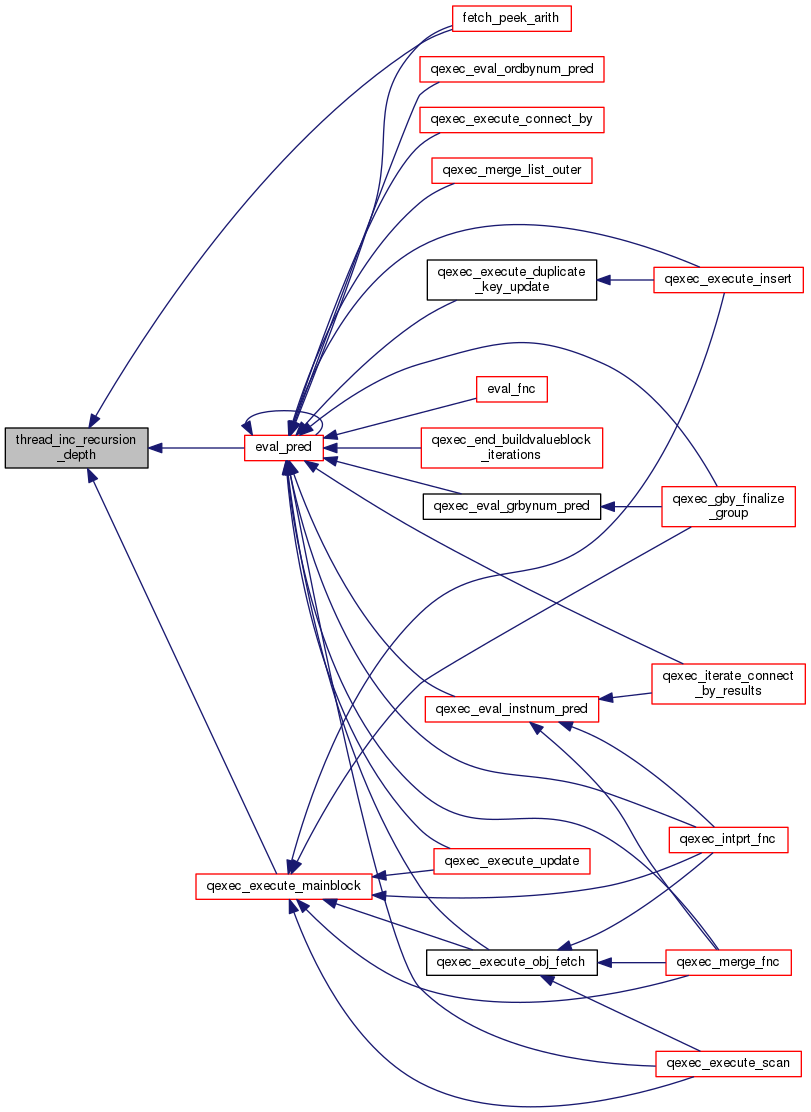 fetch_peek_arith
qexec_eval_ordbynum_pred
qexec_execute_connect_by
qexec_merge_list_outer
qexec_execute_duplicate
_key_update
qexec_execute_insert
eval_fnc
thread_inc_recursion
_depth
eval_pred
qexec_end_buildvalueblock
_iterations
qexec_eval_grbynum_pred
qexec_gby_finalize
_group
qexec_iterate_connect
_by_results
qexec_eval_instnum_pred
qexec_intprt_fnc
qexec_execute_update
qexec_execute_mainblock
qexec_execute_obj_fetch
qexec_merge_fnc
qexec_execute_scan